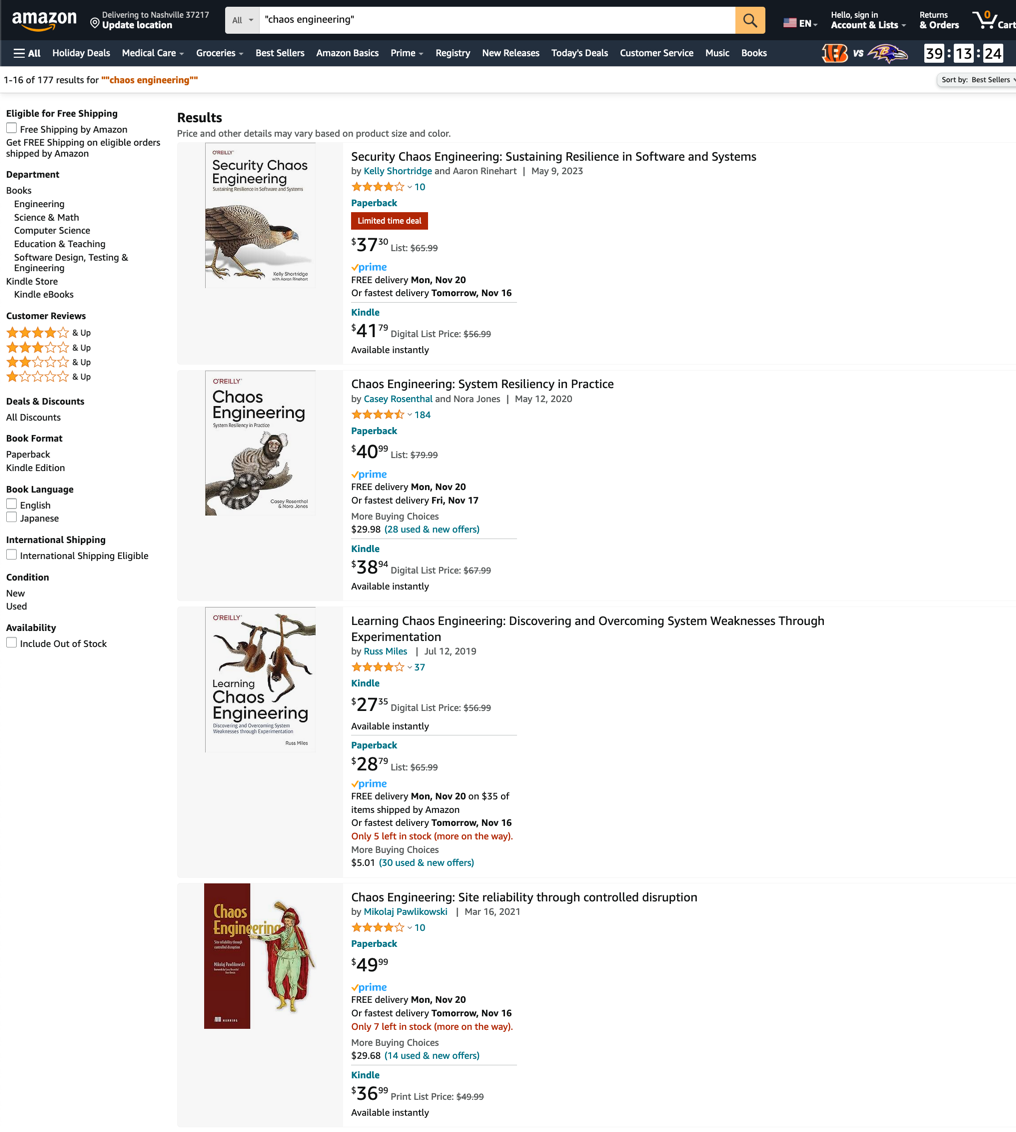 amazon
Delivering to Nashville 37217
Update location
All
"chaos engineering"
EN
Hello, sign in
Account & Lists
Returns
& Orders
0
Cart
All
Holiday Deals
Medical Care
Groceries
Best Sellers
Amazon Basics
Prime
Registry
New Releases
Today's Deals
Customer Service
Music
Books
VS
39:13:24
1-16 of 177 results for ""chaos engineering""
Sort by: Best Sellers
Eligible for Free Shipping
Free Shipping by Amazon
Get FREE Shipping on eligible orders
shipped by Amazon
Department
Books
Engineering
Science & Math
Computer Science
Education & Teaching
Software Design, Testing &
Engineering
Kindle Store
Kindle eBooks
Customer Reviews
& Up
& Up
& Up
& Up
Deals & Discounts
All Discounts
Book Format
Paperback
Kindle Edition
Book Language
English
Japanese
International Shipping
International Shipping Eligible
Condition
New
Used
Availability
Include Out of Stock
Results
Price and other details may vary based on product size and color.
O'REILLY
Security Chaos
Engineering
Sustaining Resilience in Software and Systems
Kelly Shortridge
with Aaron Rinehart
Security Chaos Engineering: Sustaining Resilience in Software and Systems
by Kelly Shortridge and Aaron Rinehart | May 9, 2023
10
Paperback
Limited time deal
$37 30 List: $65.99
prime
FREE delivery Mon, Nov 20
Or fastest delivery Tomorrow, Nov 16
Kindle
$41 79 Digital List Price: $56.99
Available instantly
O'REILLY
Chaos
Engineering
System Resiliency in Practice
Casey Rosenthal
& Nora Jones
Chaos Engineering: System Resiliency in Practice
by Casey Rosenthal and Nora Jones | May 12, 2020
184
Paperback
$40 99 List: $79.99
prime
FREE delivery Mon, Nov 20
Or fastest delivery Fri, Nov 17
More Buying Choices
$29.98 (28 used & new offers)
Kindle
$38 94 Digital List Price: $67.99
Available instantly
O'REILLY
Learning
Chaos
Engineering
Discovering and Overcoming System
Weaknesses through Experimentation
Russ Miles
Learning Chaos Engineering: Discovering and Overcoming System Weaknesses Through
Experimentation
by Russ Miles | Jul 12, 2019
37
Kindle
$27 35 Digital List Price: $56.99
Available instantly
Paperback
$28 79 List: $65.99
prime
FREE delivery Mon, Nov 20 on $35 of
items shipped by Amazon
Or fastest delivery Tomorrow, Nov 16
Only 5 left in stock (more on the way).
More Buying Choices
$5.01 (30 used & new offers)
Chaos
Engineering
Site reliability through
controlled disruption
Mikolaj Pawlikowski
MANNING
Chaos Engineering: Site reliability through controlled disruption
by Mikolaj Pawlikowski | Mar 16, 2021
10
Paperback
$49 99
prime
FREE delivery Mon, Nov 20
Or fastest delivery Tomorrow, Nov 16
Only 7 left in stock (more on the way).
More Buying Choices
$29.68 (14 used & new offers)
Kindle
$36 99 Print List Price: $49.99
Available instantly